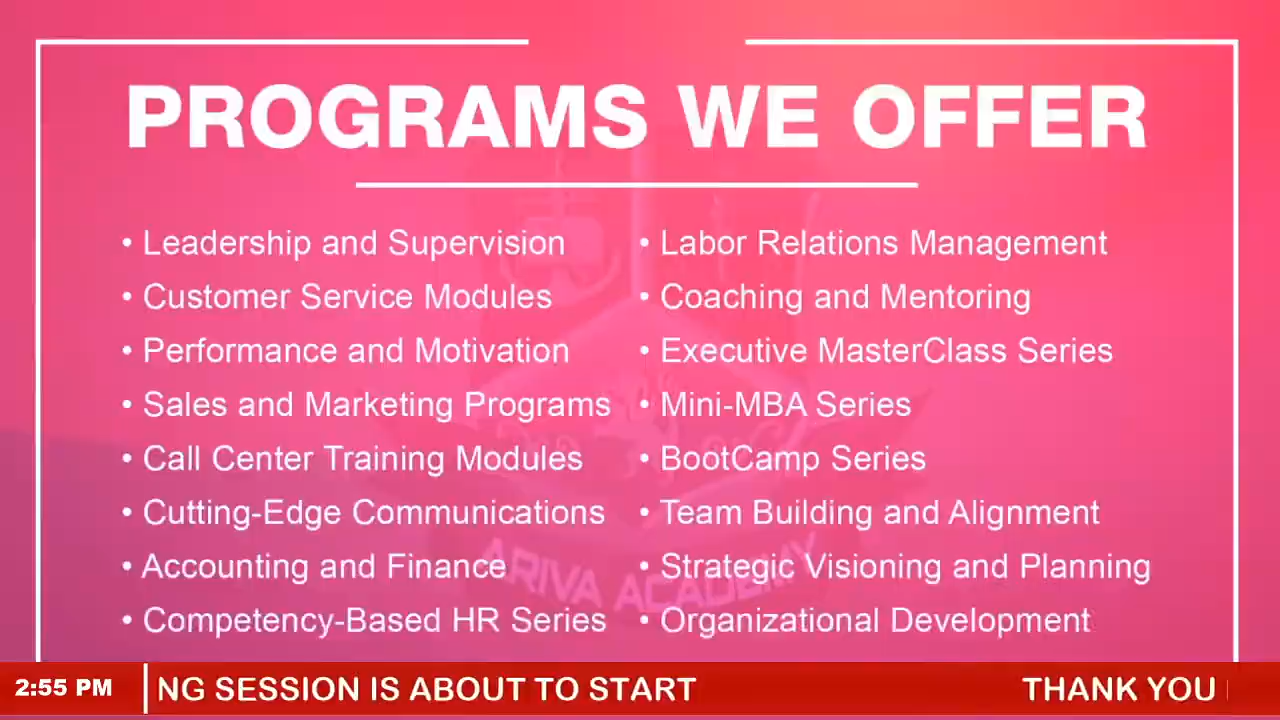 PROGRAMS WE OFFER
• Leadership and Supervision
• Customer Service Modules
• Performance and Motivation
• Sales and Marketing Programs
• Call Center Training Modules
• Cutting-Edge Communications
• Accounting and Finance
• Competency-Based HR Series
• Labor Relations Management
• Coaching and Mentoring
• Executive MasterClass Series
• Mini-MBA Series
• BootCamp Series
• Team Building and Alignment
• Strategic Visioning and Planning
• Organizational Development
ARIVA ACADEMY
2:55 PM
NG SESSION IS ABOUT TO START THANK YOU